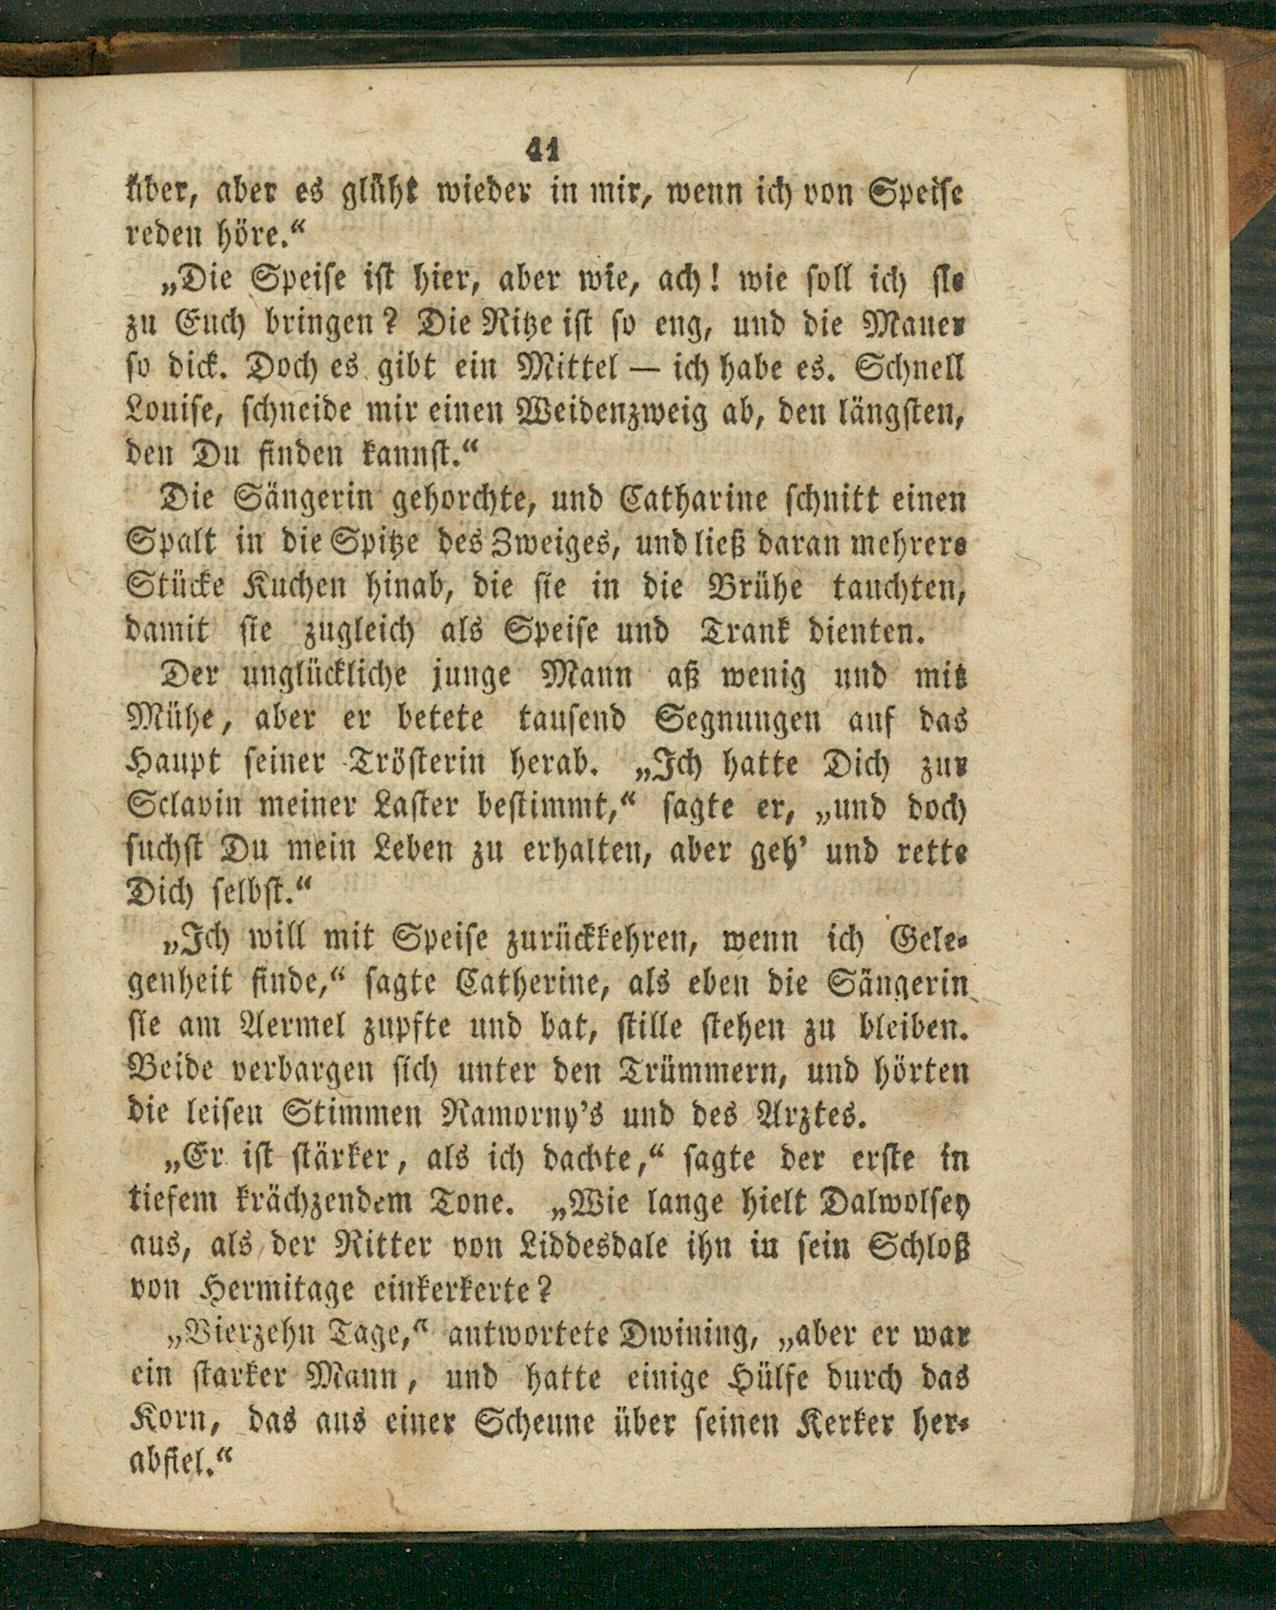 41
über, aber es glüht wieder in mir, wenn ich von Speise
reden höre.“
„Die Speise ist hier, aber wie, ach! wie soll ich sie
zu Euch bringen? Die Ritze ist so eng, und die Mauer
so dick. Doch es gibt ein Mittel — ich habe es. Schnell
Louise, schneide mir einen Weidenzweig ab, den längsten,
den Du finden kannst.“
Die Sängerin gehorchte, und Catharine schnitt einen
Spalt in die Spitze des Zweiges, und ließ daran mehrere
Stücke Kuchen hinab, die sie in die Brühe tauchten,
damit sie zugleich als Speise und Trank dienten.
Der unglückliche junge Mann aß wenig und mit
Mühe, aber er betete tausend Segnungen auf das
Haupt seiner Trösterin herab. „Ich hatte Dich zur
Sclavin meiner Laster bestimmt,“ sagte er, „und doch
suchst Du mein Leben zu erhalten, aber geh’ und rette
Dich selbst.“
„Ich will mit Speise zurückkehren, wenn ich Gele-
genheit finde,“ sagte Catherine, als eben die Sängerin
sie am Aermel zupfte und bat, stille stehen zu bleiben.
Beide verbargen sich unter den Trümmern, und hörten
die leisen Stimmen Ramorny’s und des Arztes.
„Er ist stärker, als ich dachte,“ sagte der erste in
tiefem krächzendem Tone. „Wie lange hielt Dalwolsey
aus, als der Ritter von Liddesdale ihn in sein Schloß
von Hermitage einkerkerte?
„Vierzehn Tage,“ antwortete Dwining, „aber er war
ein starker Mann, und hatte einige Hülfe durch das
Korn, das aus einer Scheune über seinen Kerker her-
abfiel.“